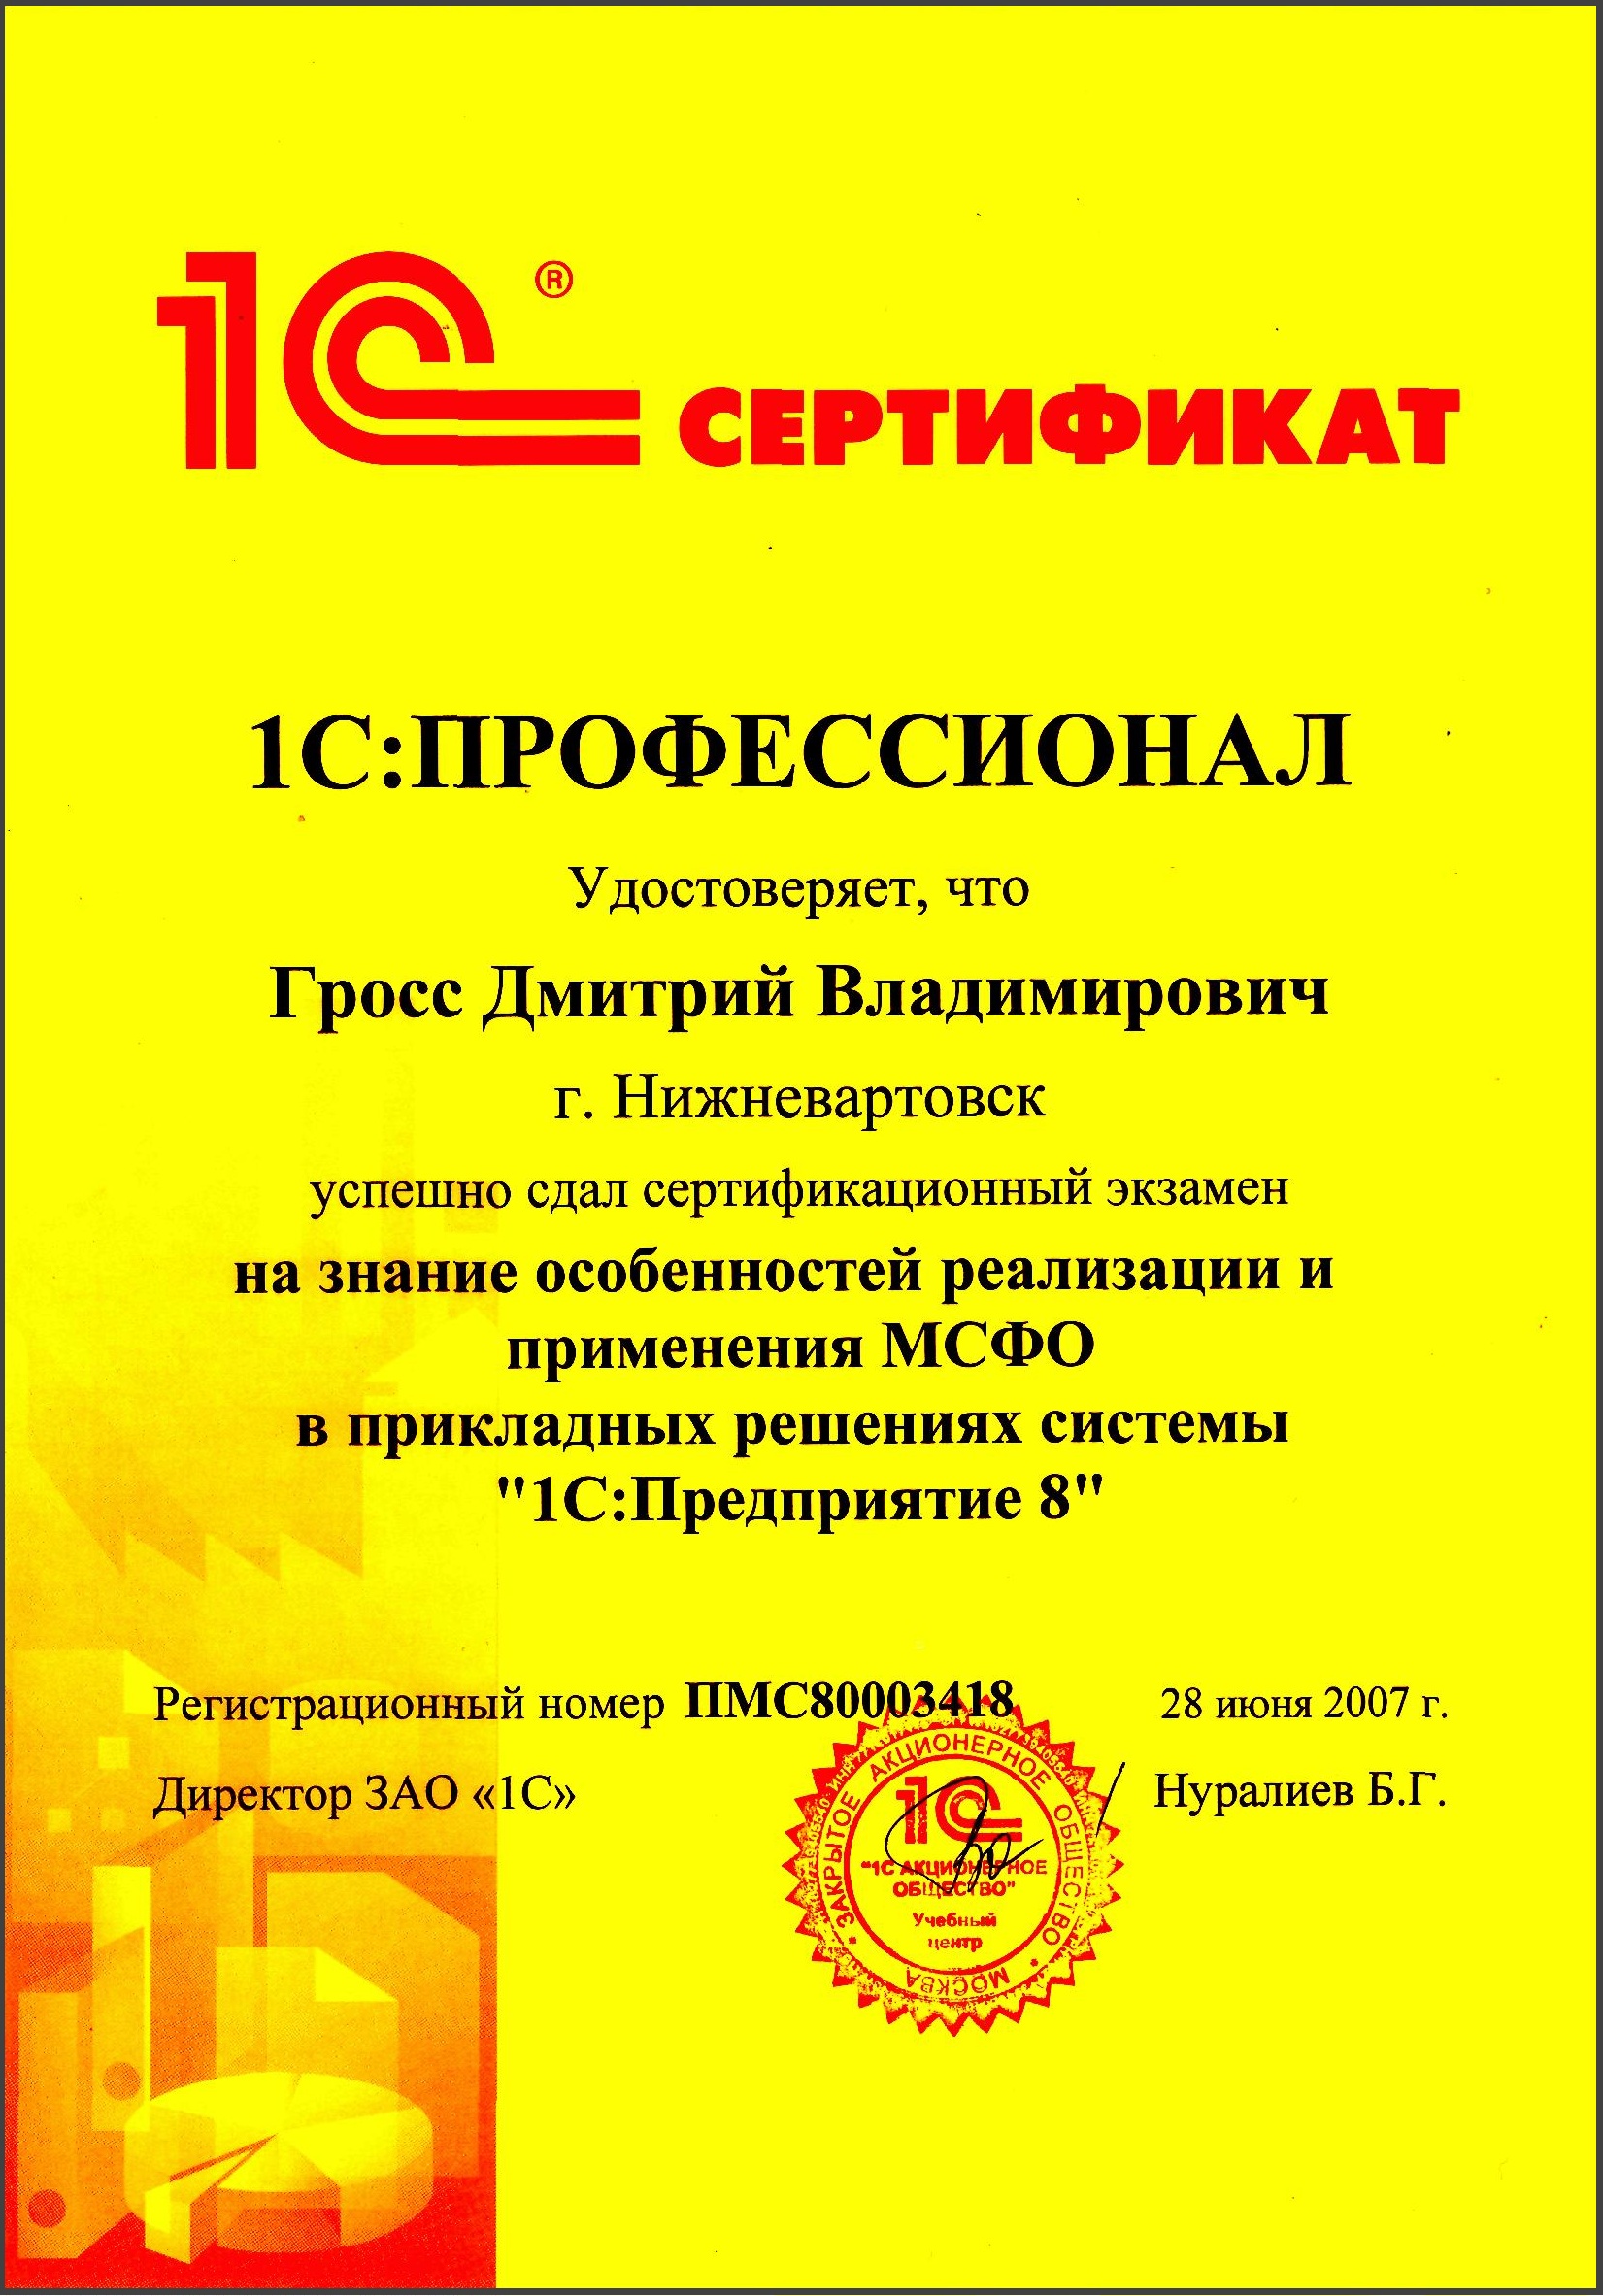 1С® СЕРТИФИКАТ
1С:ПРОФЕССИОНАЛ
Удостоверяет, что
Гросс Дмитрий Владимирович
г. Нижневартовск
успешно сдал сертификационный экзамен
на знание особенностей реализации и
применения МСФО
в прикладных решениях системы
"1С:Предприятие 8"
Регистрационный номер ПМС80003418 28 июня 2007 г.
Директор ЗАО «1С» Нуралиев Б.Г.
ЗАКРЫТОЕ АКЦИОНЕРНОЕ ОБЩЕСТВО
1С
"1С АКЦИОНЕРНОЕ
ОБЩЕСТВО"
Учебный
центр
МОСКВА